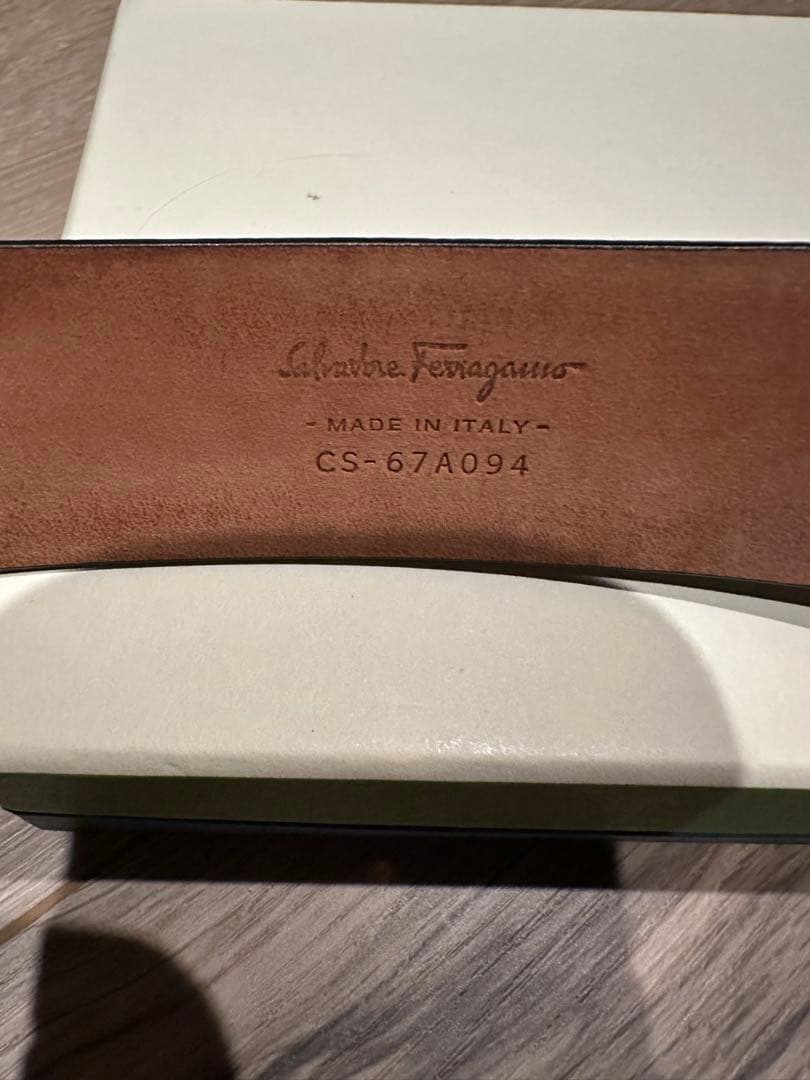 Salvatore Ferragamo
- MADE IN ITALY -
CS-67A094